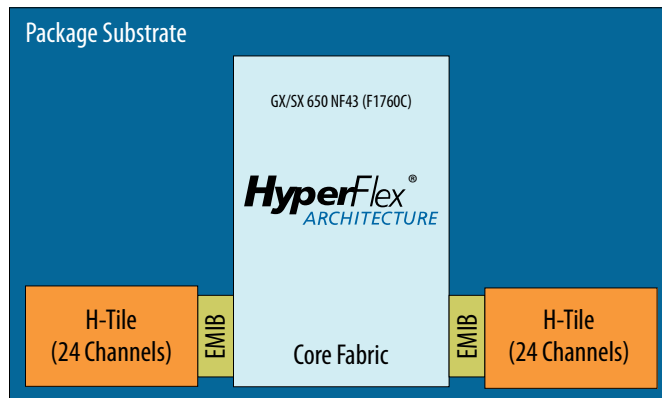 Package Substrate
GX/SX 650 NF43 (F1760C)
HyperFlex®
ARCHITECTURE
H-Tile
(24 Channels)
EMIB
Core Fabric
EMIB
H-Tile
(24 Channels)